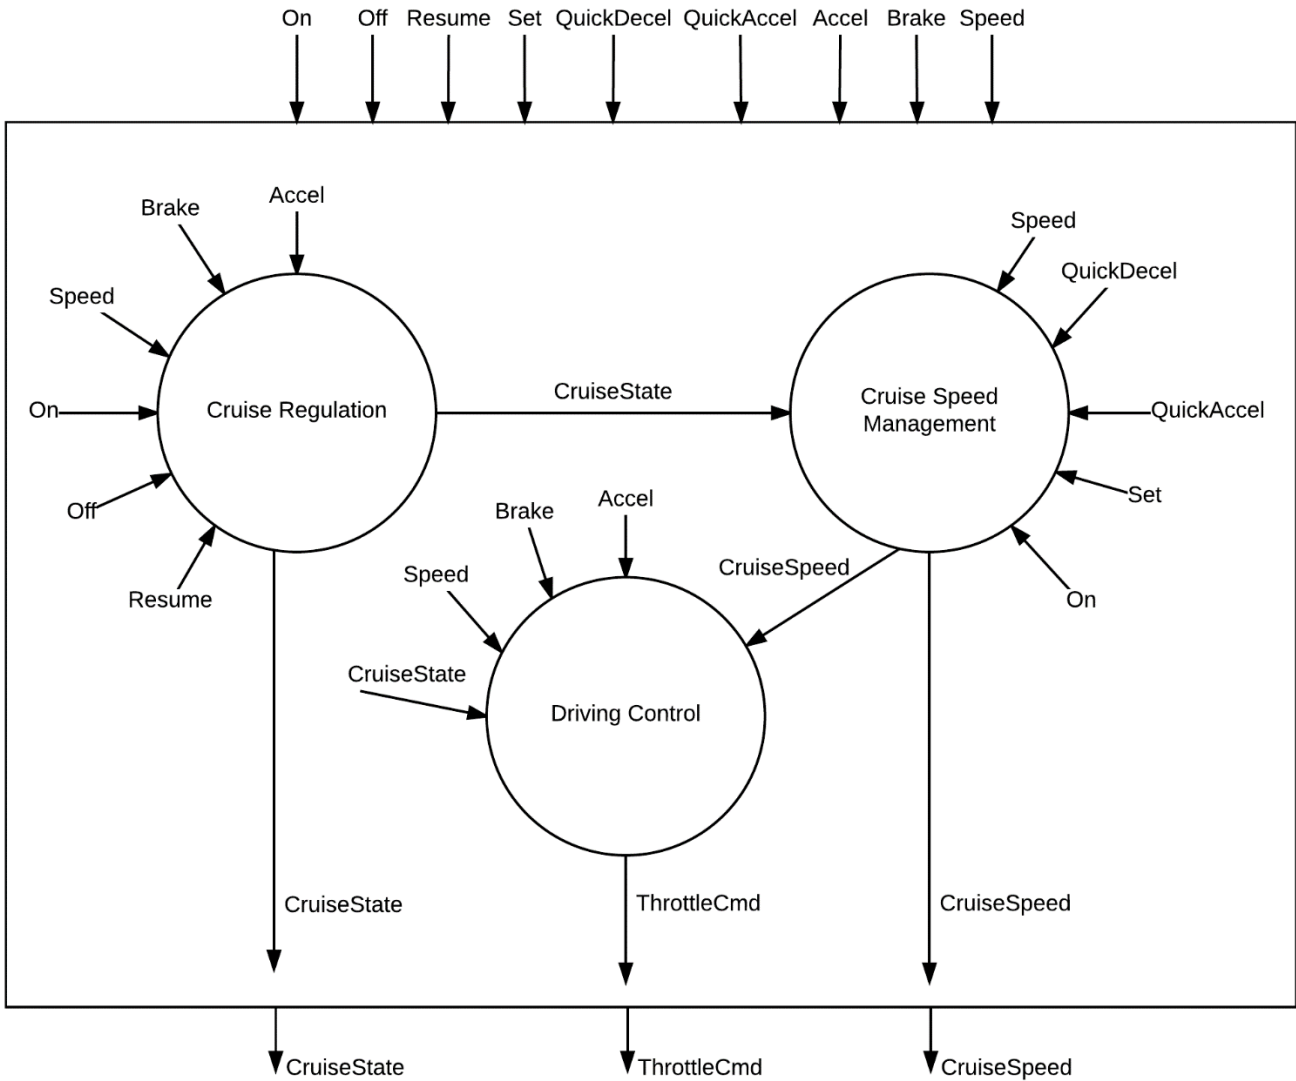 On Off Resume Set QuickDecel QuickAccel Accel Brake Speed
Accel
Brake
Speed
On
Off
Resume
Cruise Regulation
CruiseState
Speed
QuickDecel
QuickAccel
Set
On
Cruise Speed
Management
Accel
Brake
Speed
CruiseState
CruiseSpeed
Driving Control
CruiseState
ThrottleCmd
CruiseSpeed
CruiseState
ThrottleCmd
CruiseSpeed